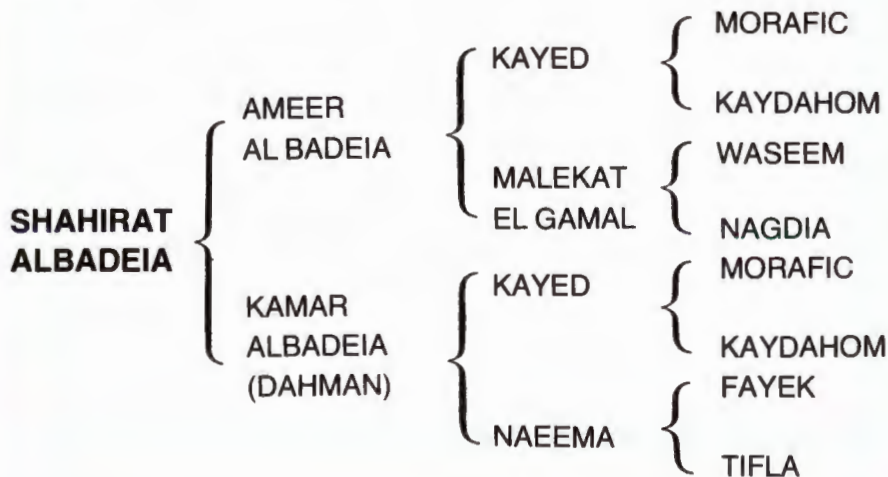 SHAHIRAT
ALBADEIA
AMEER
AL BADEIA
KAMAR
ALBADEIA
(DAHMAN)
KAYED
MALEKAT
EL GAMAL
KAYED
NAEEMA
MORAFIC
KAYDAHOM
WASEEM
NAGDIA
MORAFIC
KAYDAHOM
FAYEK
TIFLA